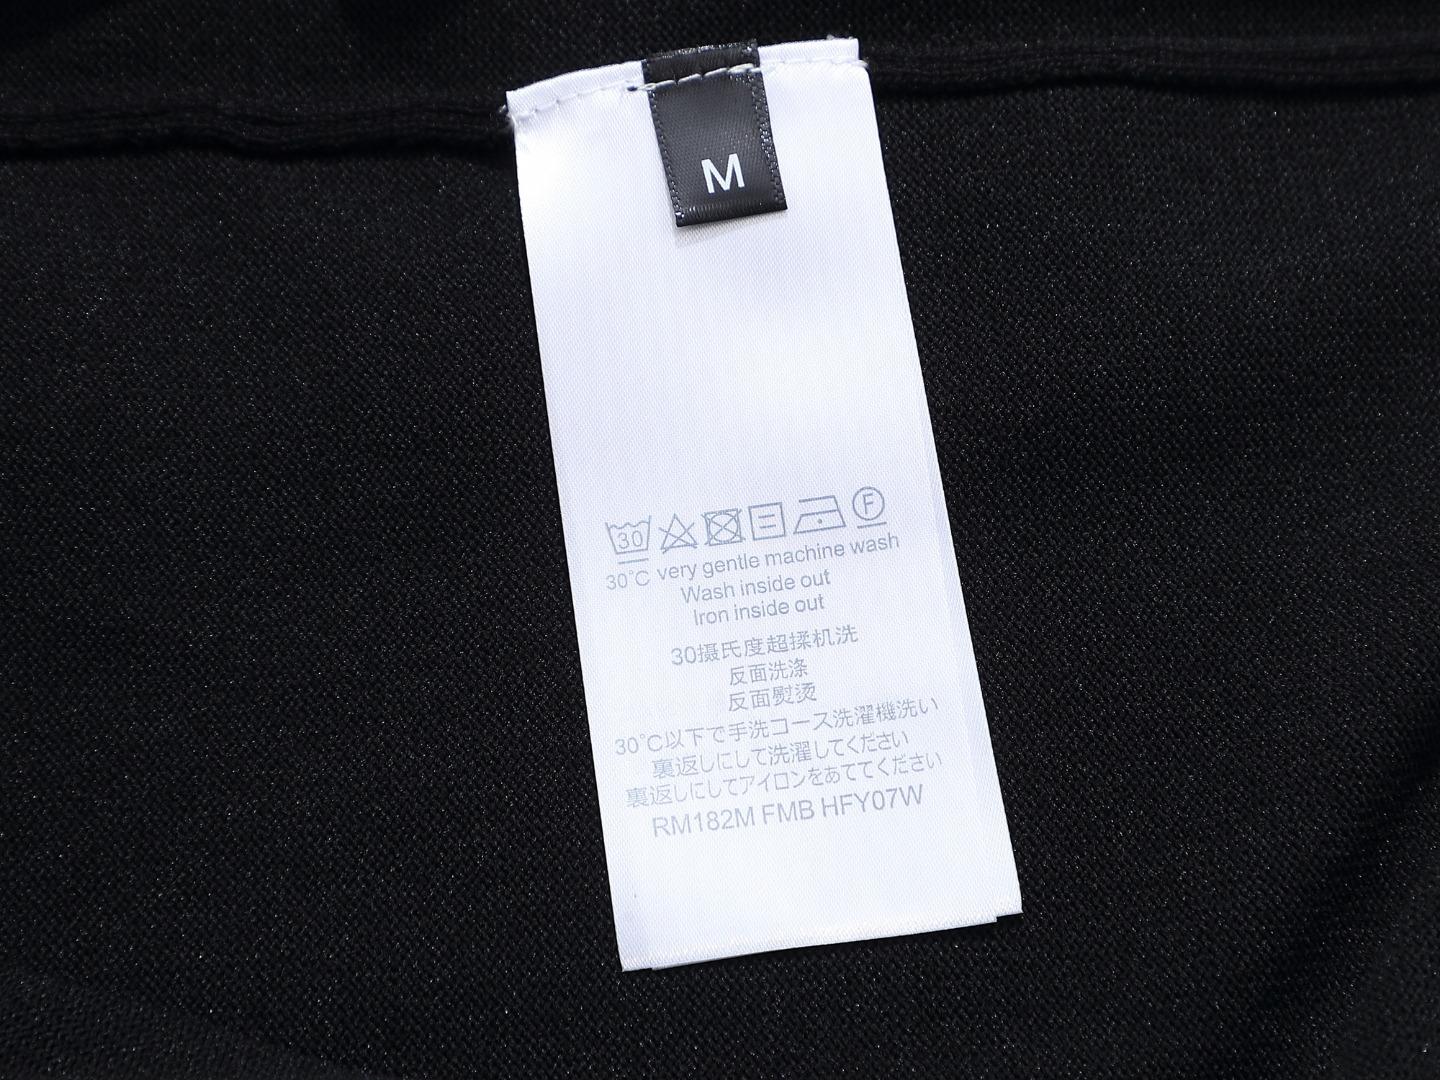 M
30
F
30°C very gentle machine wash
Wash inside out
Iron inside out
30摄氏度超揉机洗
反面洗涤
反面熨烫
30°C以下で手洗コース洗濯機洗い
裏返しにして洗濯してください
裏返しにしてアイロンをあててください
RM182M FMB HFY07W